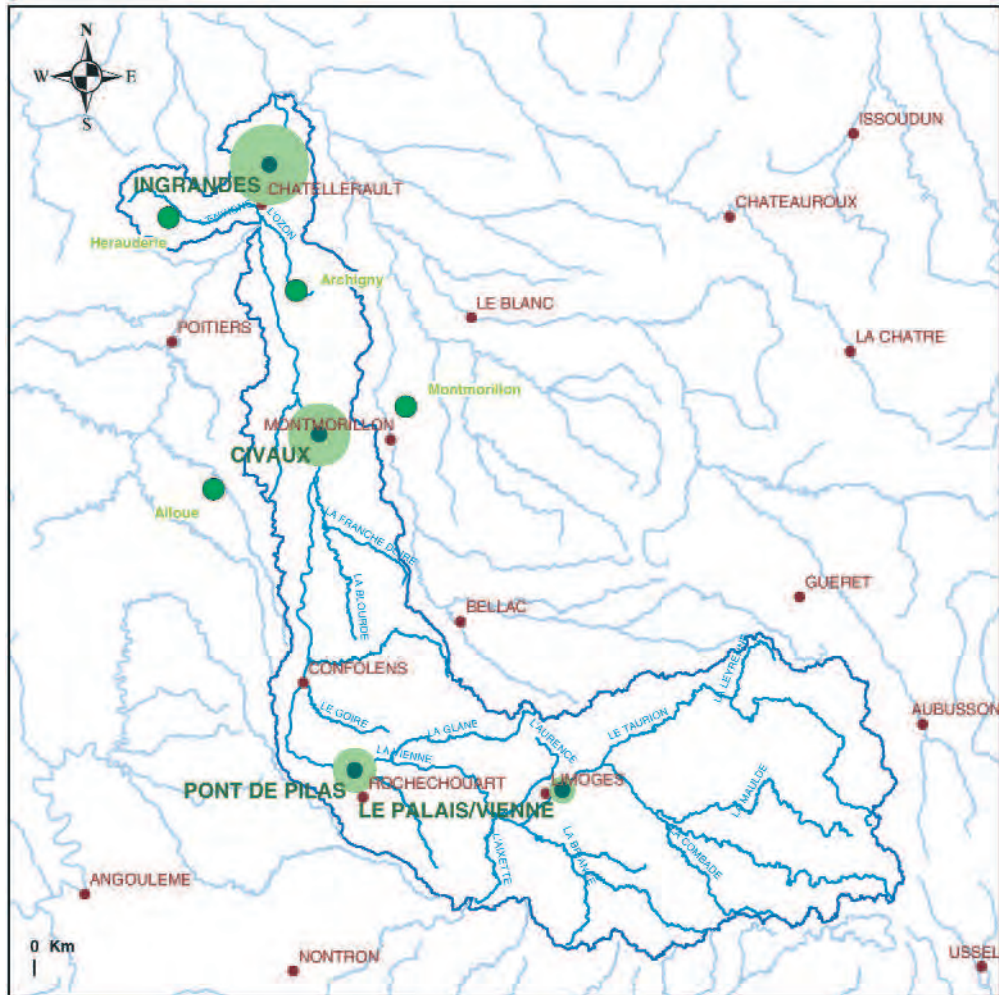 N
W E
S
ISSOUDUN
INGRANDES
CHATELLERAULT
CHATEAUROUX
L'OZON
Herauderie
Archigny
LE BLANC
POITIERS
LA CHATRE
Montmorillon
MONTMORILLON
CIVAUX
Alloue
LA FRANCHE DOIRE
LA BLOURDE
GUERET
BELLAC
CONFOLENS
LA LEYRENNE
LE GOIRE
LE TAURION
AUBUSSON
LA GLANE
L'AURENCE
LA VIENNE
PONT DE PILAS
ROCHECHOUART
LIMOGES
LE PALAIS/VIENNE
LA MAULDE
LA COMBADE
L'AIXETTE
LA BRIANCE
ANGOULEME
0 Km
NONTRON
USSEL